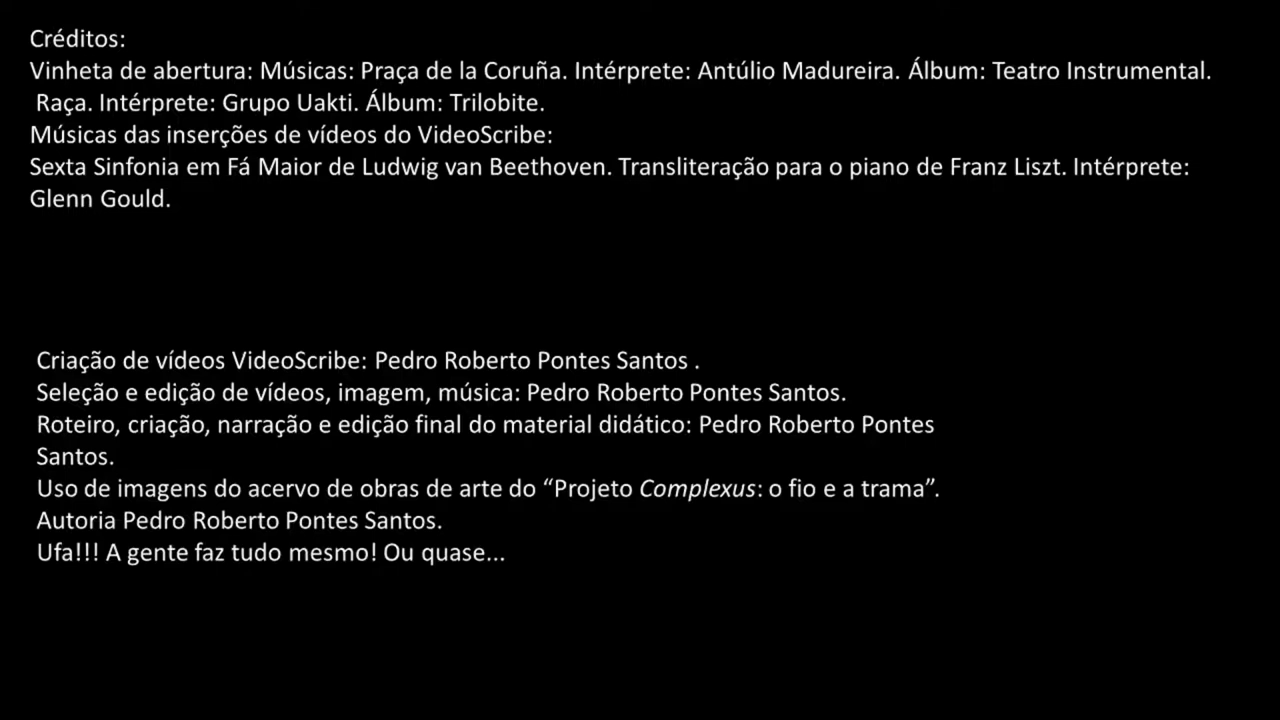 Créditos:
Vinheta de abertura: Músicas: Praça de la Coruña. Intérprete: Antúlio Madureira. Álbum: Teatro Instrumental.
Raça. Intérprete: Grupo Uakti. Álbum: Trilobite.
Músicas das inserções de vídeos do VideoScribe:
Sexta Sinfonia em Fá Maior de Ludwig van Beethoven. Transliteração para o piano de Franz Liszt. Intérprete:
Glenn Gould.
Criação de vídeos VideoScribe: Pedro Roberto Pontes Santos .
Seleção e edição de vídeos, imagem, música: Pedro Roberto Pontes Santos.
Roteiro, criação, narração e edição final do material didático: Pedro Roberto Pontes
Santos.
Uso de imagens do acervo de obras de arte do “Projeto Complexus: o fio e a trama”.
Autoria Pedro Roberto Pontes Santos.
Ufa!!! A gente faz tudo mesmo! Ou quase...